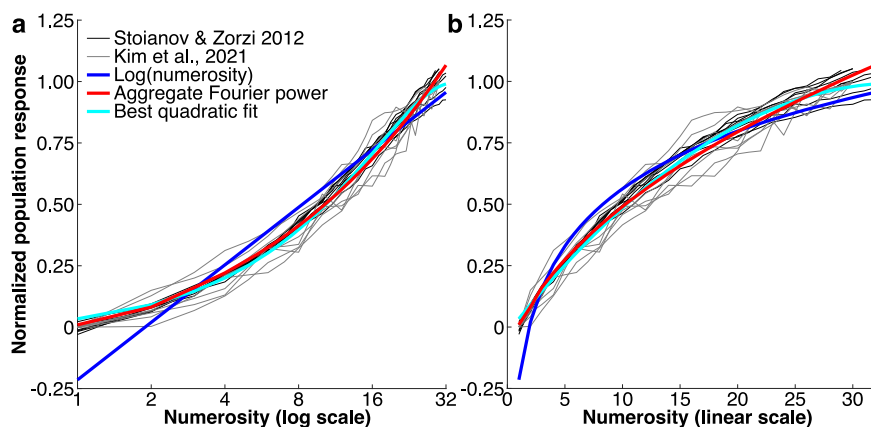 a
b
Stoianov & Zorzi 2012
Kim et al., 2021
Log(numerosity)
Aggregate Fourier power
Best quadratic fit
Normalized population response
1.25
1.00
0.75
0.50
0.25
0
-0.25
1
2
4
8
16
32
Numerosity (log scale)
1.25
1.00
0.75
0.50
0.25
0
-0.25
0
5
10
15
20
25
30
Numerosity (linear scale)